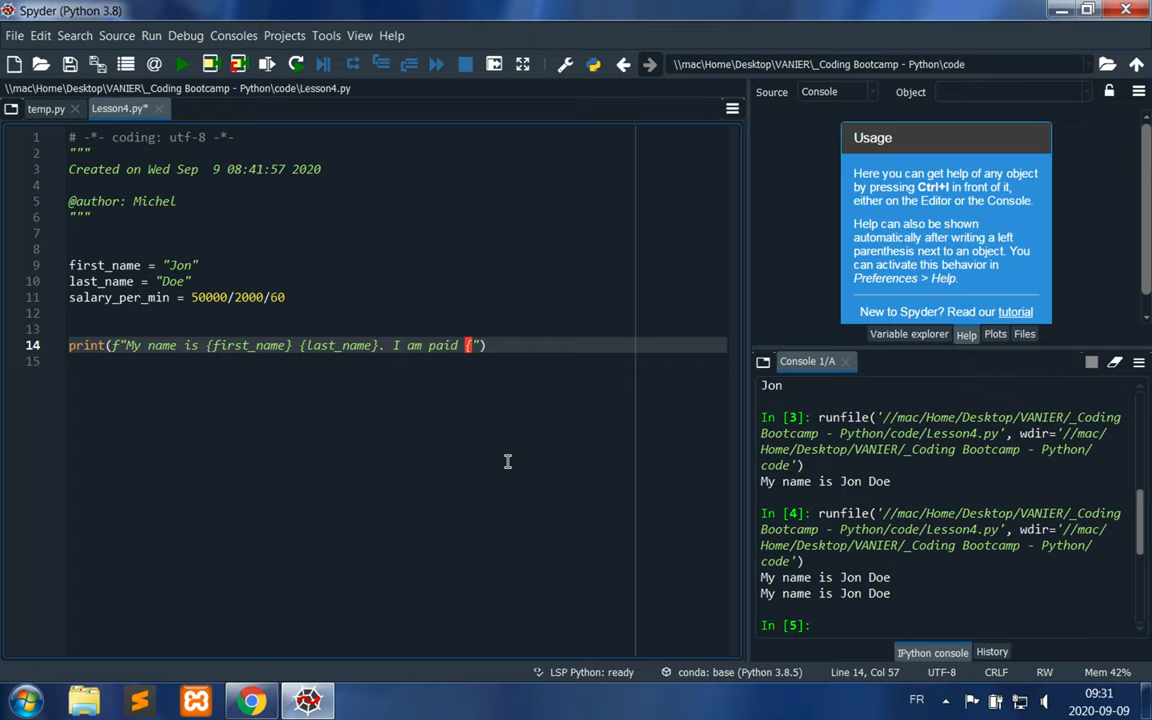 Spyder (Python 3.8)
File Edit Search Source Run Debug Consoles Projects Tools View Help
\\mac\Home\Desktop\VANIER\_Coding Bootcamp - Python\code
\\mac\Home\Desktop\VANIER\_Coding Bootcamp - Python\code\Lesson4.py
temp.py Lesson4.py*
1 # -*- coding: utf-8 -*-
2 """
3 Created on Wed Sep  9 08:41:57 2020
4
5 @author: Michel
6 """
7
8
9 first_name = "Jon"
10 last_name = "Doe"
11 salary_per_min = 50000/2000/60
12
13
14 print(f"My name is {first_name} {last_name}. I am paid {")
15
Source Console Object
Usage
Here you can get help of any object
by pressing Ctrl+I in front of it,
either on the Editor or the Console.
Help can also be shown
automatically after writing a left
parenthesis next to an object. You
can activate this behavior in
Preferences > Help.
New to Spyder? Read our tutorial
Variable explorer Help Plots Files
Console 1/A
Jon
In [3]: runfile('//mac/Home/Desktop/VANIER/_Coding
Bootcamp - Python/code/Lesson4.py', wdir='//mac/
Home/Desktop/VANIER/_Coding Bootcamp - Python/
code')
My name is Jon Doe
In [4]: runfile('//mac/Home/Desktop/VANIER/_Coding
Bootcamp - Python/code/Lesson4.py', wdir='//mac/
Home/Desktop/VANIER/_Coding Bootcamp - Python/
code')
My name is Jon Doe
My name is Jon Doe
In [5]:
IPython console History
LSP Python: ready conda: base (Python 3.8.5) Line 14, Col 57 UTF-8 CRLF RW Mem 42%
FR 09:31
2020-09-09